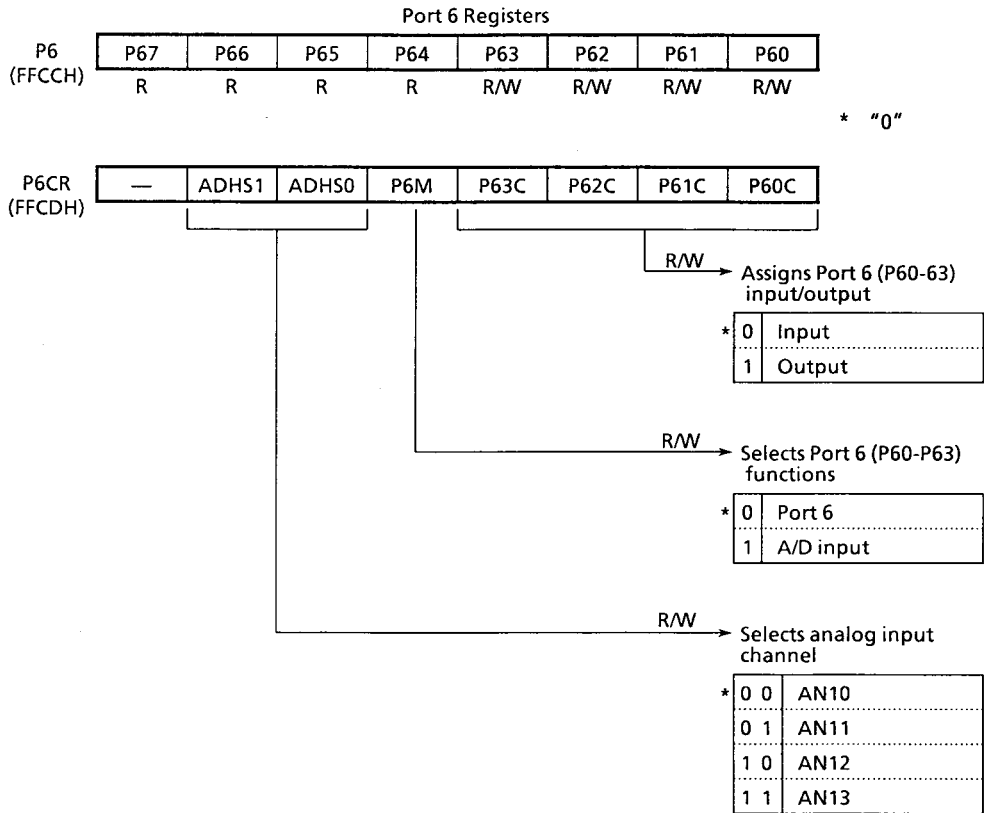 Port 6 Registers
P6
(FFCCH)
P67 P66 P65 P64 P63 P62 P61 P60
R R R R R/W R/W R/W R/W
* "0"
P6CR
(FFCDH)
— ADHS1 ADHS0 P6M P63C P62C P61C P60C
R/W
Assigns Port 6 (P60-63)
input/output
* 0 Input
1 Output
R/W
Selects Port 6 (P60-P63)
functions
* 0 Port 6
1 A/D input
R/W
Selects analog input
channel
* 0 0 AN10
0 1 AN11
1 0 AN12
1 1 AN13